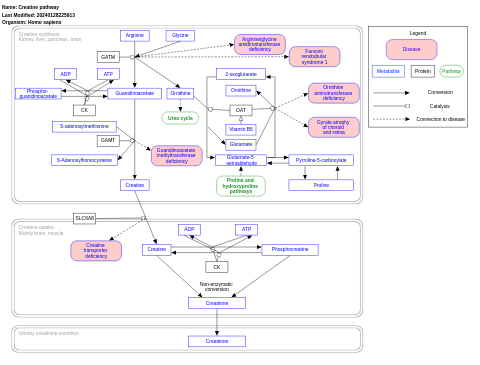 Name: Creatine pathway
Last Modified: 20240128225913
Organism: Homo sapiens
Creatine synthesis:
Kidney, liver, pancreas, brain
Arginine
Glycine
Arginine/glycine
amidinotransferase
deficiency
Fanconi
renotubular
syndrome 1
GATM
ADP
ATP
2-oxoglutarate
Phospho-
guanidinoacetate
Guanidinoacetate
Ornithine
Ornithine
Ornithine
aminotransferase
deficiency
CK
OAT
Urea cycle
S-adenosylmethionine
Vitamin B6
Gyrate atrophy
of choroid
and retina
GAMT
Glutamate
S-Adenosylhomocysteine
Guanidinoacetate
methyltransferase
deficiency
Glutamate-5
-semialdehyde
Pyrroline-5-carboxylate
Creatine
Proline and
hydroxyproline
pathways
Proline
SLC6A8
Creatine uptake:
Mainly brain, muscle
ADP
ATP
Creatine
transporter
deficiency
Creatine
Phosphocreatine
CK
Non-enzymatic
conversion
Creatinine
Urinary creatinine excretion
Creatinine
Legend
Disease
Metabolite
Protein
Pathway
Conversion
Catalysis
Connection to disease